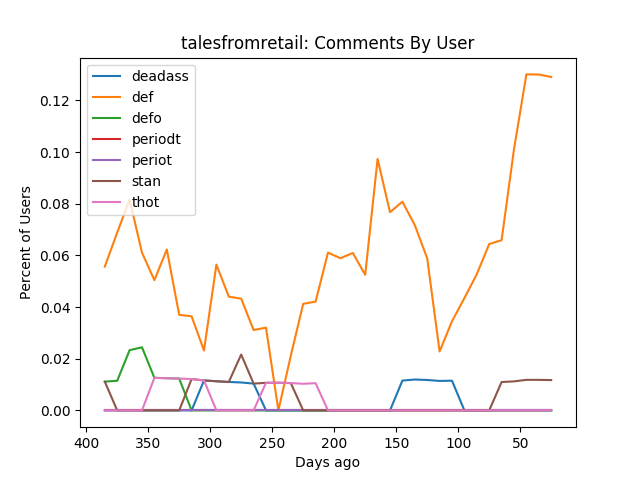 talesfromretail: Comments By User
deadass
def
defo
periodt
periot
stan
thot
Percent of Users
0.12
0.10
0.08
0.06
0.04
0.02
0.00
400 350 300 250 200 150 100 50
Days ago